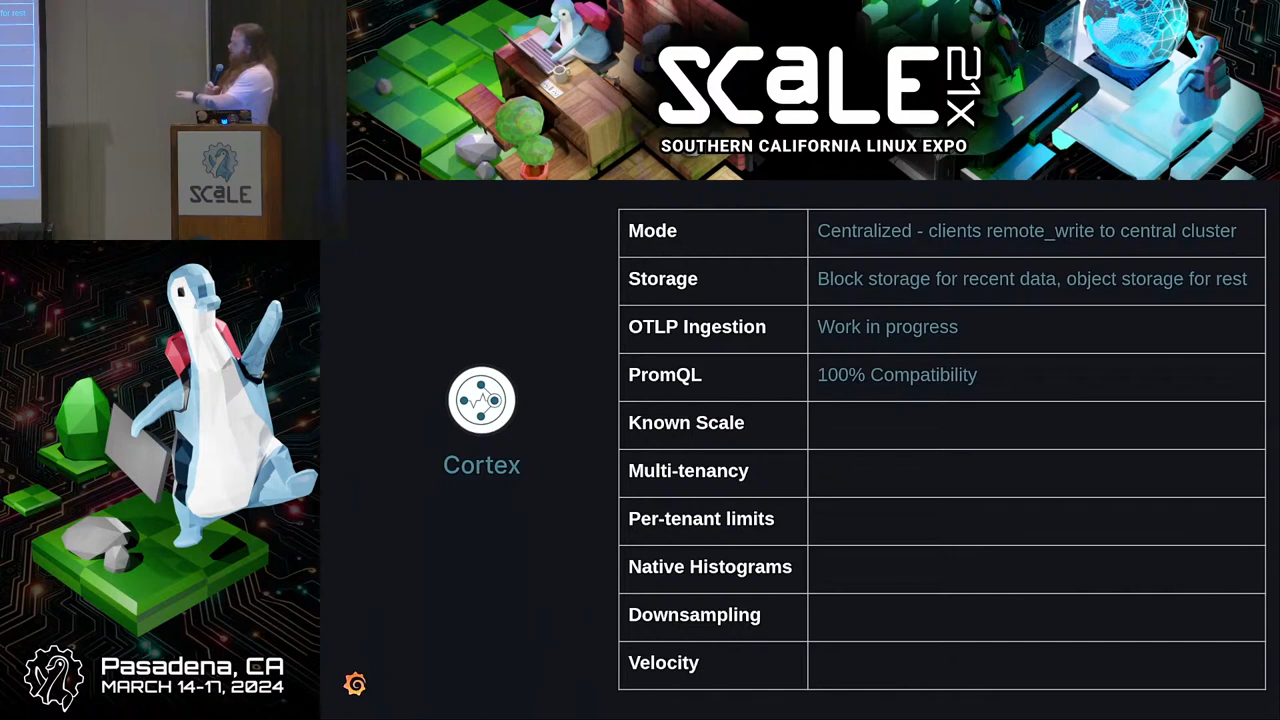 for rest
SCALE
SCaLE 21X
SOUTHERN CALIFORNIA LINUX EXPO
Mode Centralized - clients remote_write to central cluster
Storage Block storage for recent data, object storage for rest
OTLP Ingestion Work in progress
PromQL 100% Compatibility
Known Scale
Multi-tenancy
Per-tenant limits
Native Histograms
Downsampling
Velocity
Cortex
Pasadena, CA
MARCH 14-17, 2024